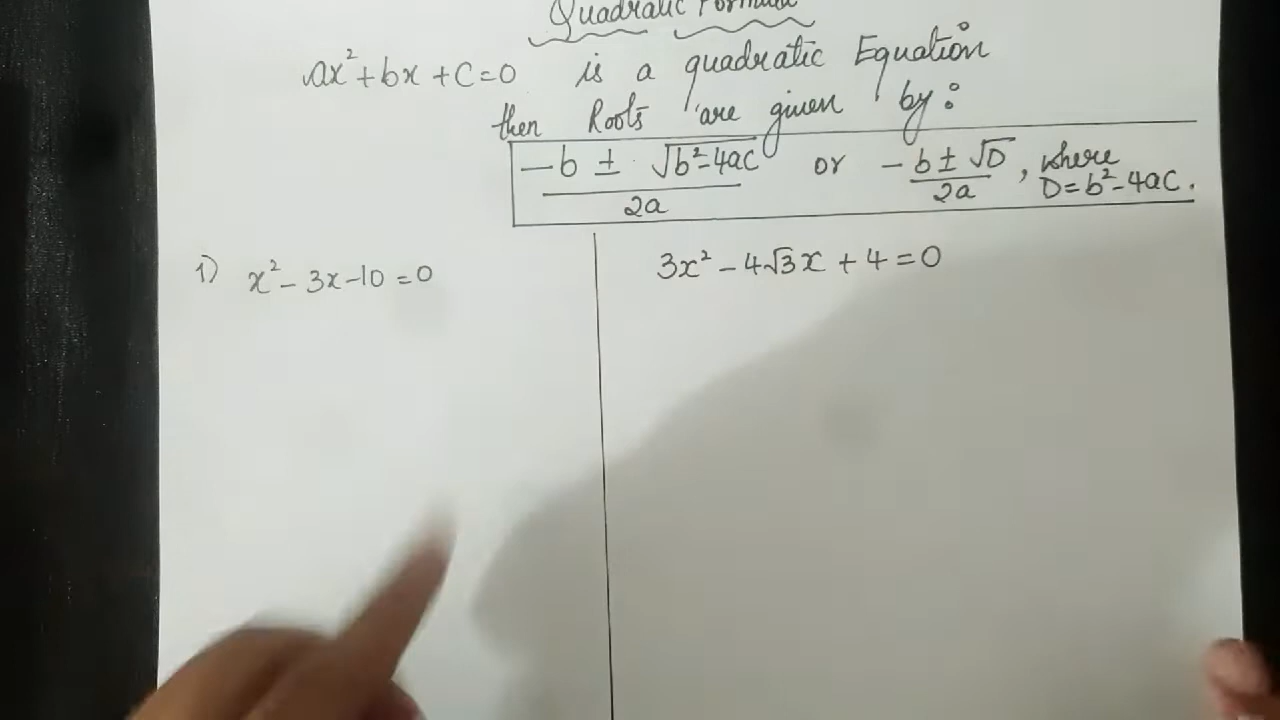 Quadratic Formula
ax²+bx+c=0 is a quadratic Equation
then Roots are given by:
-b ± √b²-4ac / 2a or -b ± √D / 2a, where D=b²-4ac.
1) x²-3x-10=0
3x²-4√3x+4=0